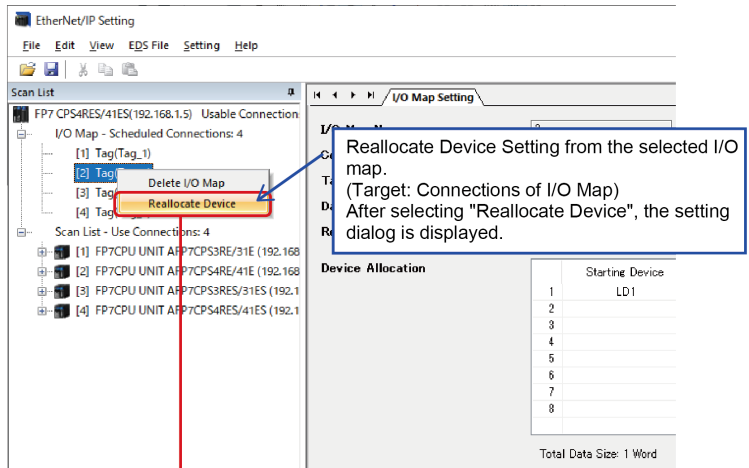 EtherNet/IP Setting
File Edit View EDS File Setting Help
Scan List
FP7 CPS4RES/41ES(192.168.1.5) Usable Connection
I/O Map - Scheduled Connections: 4
[1] Tag(Tag_1)
[2] Tag(
[3] Tag
[4] Tag
Delete I/O Map
Reallocate Device
Scan List - Use Connections: 4
[1] FP7CPU UNIT AFP7CPS3RE/31E (192.168
[2] FP7CPU UNIT AFP7CPS4RE/41E (192.168
[3] FP7CPU UNIT AFP7CPS3RES/31ES (192.1
[4] FP7CPU UNIT AFP7CPS4RES/41ES (192.1
I/O Map Setting
Reallocate Device Setting from the selected I/O
map.
(Target: Connections of I/O Map)
After selecting "Reallocate Device", the setting
dialog is displayed.
Device Allocation
Starting Device
1 LD1
2
3
4
5
6
7
8
Total Data Size: 1 Word